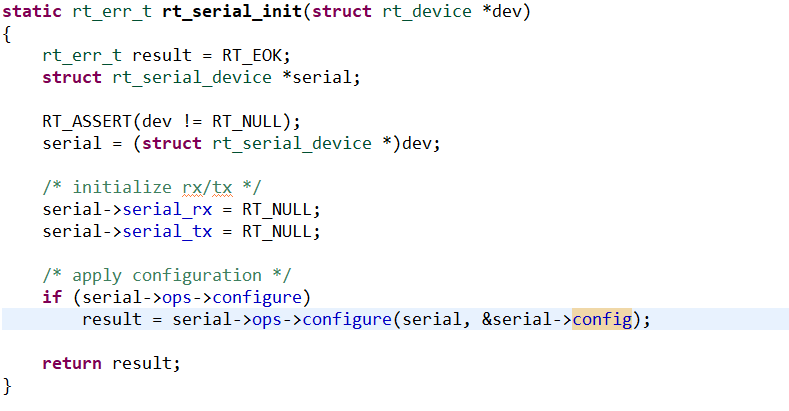 static rt_err_t rt_serial_init(struct rt_device *dev)
{
    rt_err_t result = RT_EOK;
    struct rt_serial_device *serial;

    RT_ASSERT(dev != RT_NULL);
    serial = (struct rt_serial_device *)dev;

    /* initialize rx/tx */
    serial->serial_rx = RT_NULL;
    serial->serial_tx = RT_NULL;

    /* apply configuration */
    if (serial->ops->configure)
        result = serial->ops->configure(serial, &serial->config);

    return result;
}